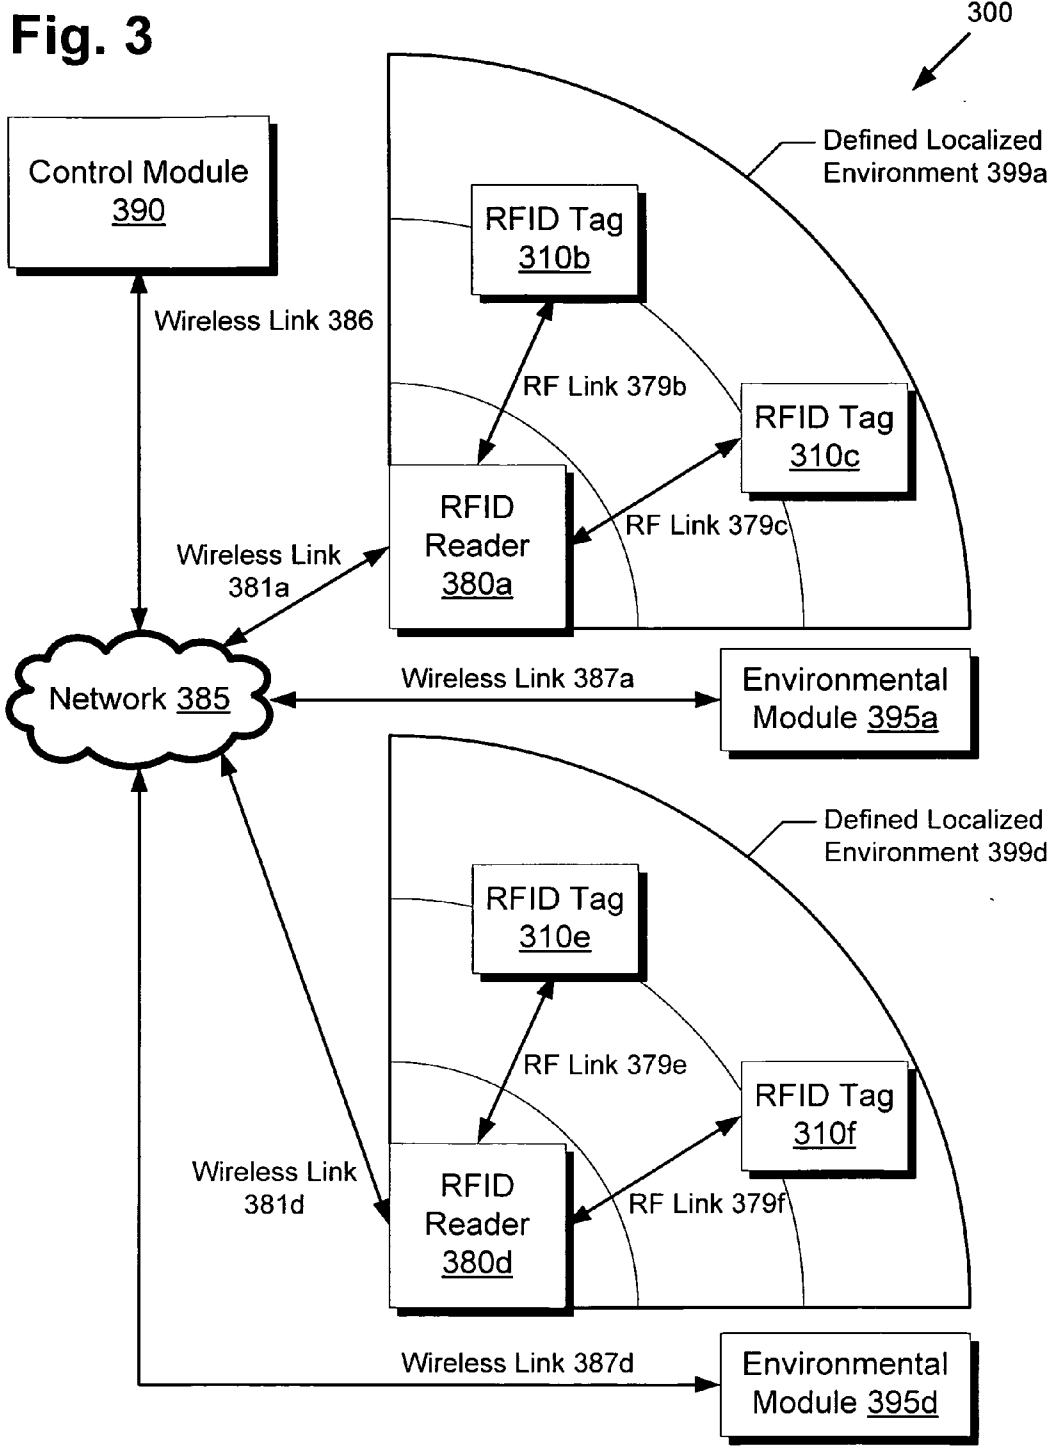 Fig. 3
300
Control Module
390
Defined Localized
Environment 399a
RFID Tag
310b
Wireless Link 386
RF Link 379b
RFID Tag
310c
RFID
Reader
380a
RF Link 379c
Wireless Link
381a
Network 385
Wireless Link 387a
Environmental
Module 395a
Defined Localized
Environment 399d
RFID Tag
310e
RF Link 379e
RFID Tag
310f
Wireless Link
381d
RFID
Reader
380d
RF Link 379f
Wireless Link 387d
Environmental
Module 395d